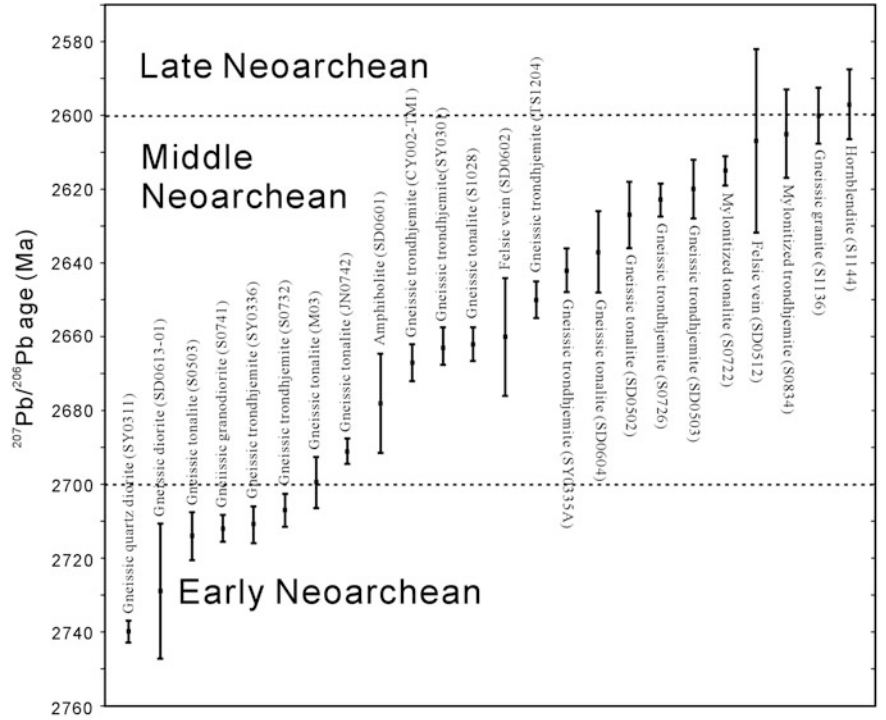 2580
2600
2620
2640
2660
2680
2700
2720
2740
2760
²⁰⁷Pb/²⁰⁶Pb age (Ma)
Late Neoarchean
Middle
Neoarchean
Early Neoarchean
Gneissic quartz diorite (SY0311)
Gneissic diorite (SD0613-01)
Gneissic tonalite (S0503)
Gneissic granodiorite (S0741)
Gneissic trondhjemite (SY0336)
Gneissic trondhjemite (S0732)
Gneissic tonalite (M03)
Gneissic tonalite (JN0742)
Amphibolite (SD0601)
Gneissic trondhjemite (CY002-TM1)
Gneissic trondhjemite(SY0301)
Gneissic tonalite (S1028)
Felsic vein (SD0602)
Gneissic trondhjemite (TS1204)
Gneissic trondhjemite (SY0335A)
Gneissic tonalite (SD0604)
Gneissic tonalite (SD0502)
Gneissic trondhjemite (S0726)
Gneissic trondhjemite (SD0503)
Mylonitized tonalite (S0722)
Felsic vein (SD0512)
Mylonitized trondhjemite (S0834)
Gneissic granite (S1136)
Hornblendite (S1144)